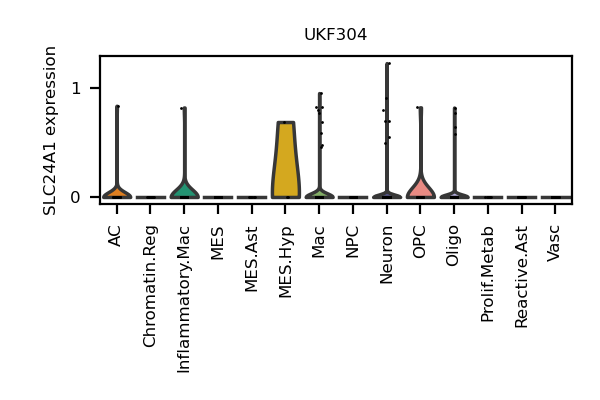 UKF304
SLC24A1 expression
1
0
AC
Chromatin.Reg
Inflammatory.Mac
MES
MES.Ast
MES.Hyp
Mac
NPC
Neuron
OPC
Oligo
Prolif.Metab
Reactive.Ast
Vasc